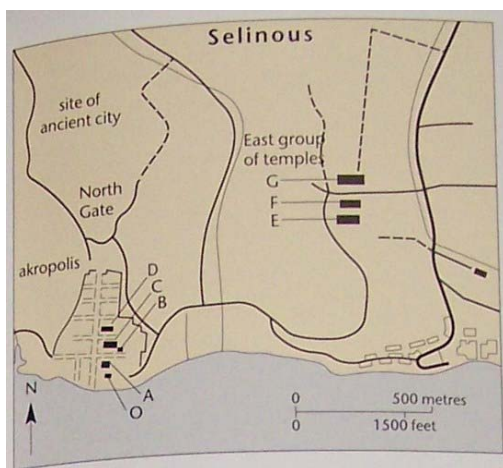 Selinous
site of
ancient city
East group
of temples
G
F
E
North
Gate
akropolis
D
C
B
A
O
N
0 500 metres
0 1500 feet